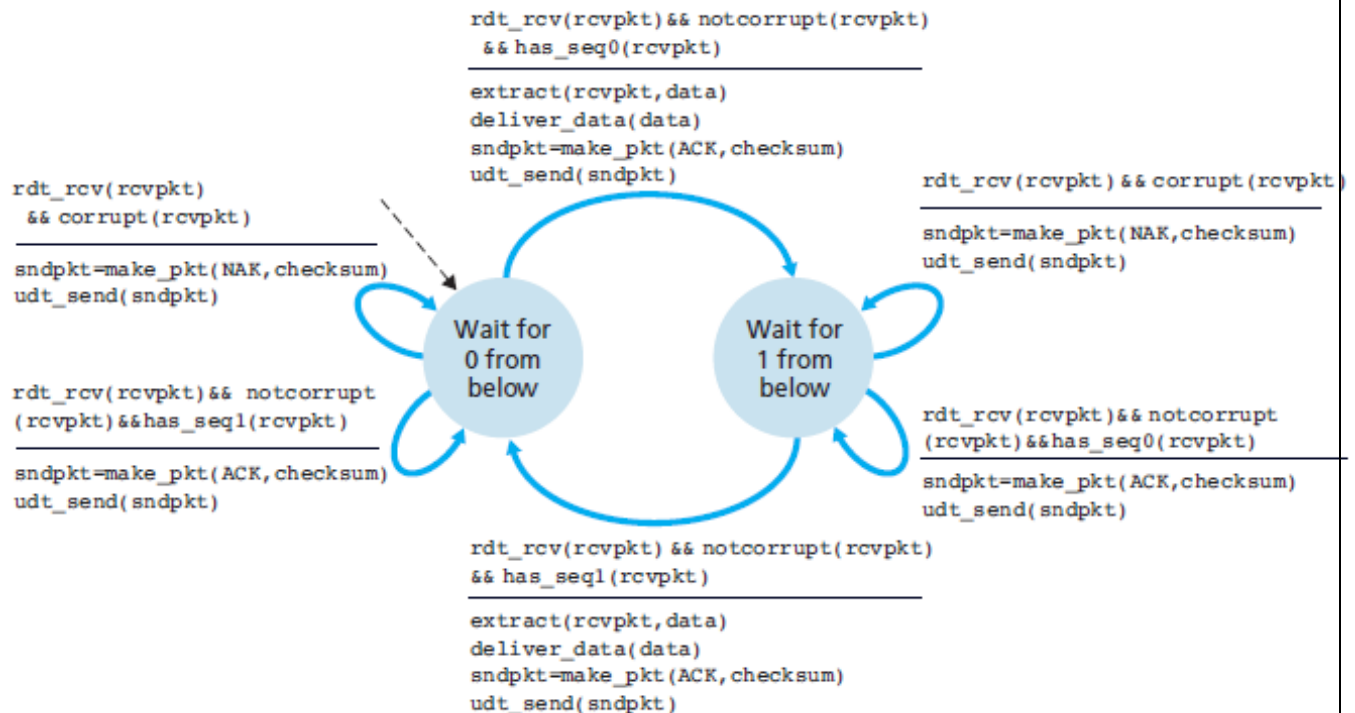 rdt_rcv(rcvpkt)&& notcorrupt(rcvpkt)
&& has_seq0(rcvpkt)
extract(rcvpkt,data)
deliver_data(data)
sndpkt=make_pkt(ACK,checksum)
udt_send(sndpkt)
rdt_rcv(rcvpkt)
&& corrupt(rcvpkt)
sndpkt=make_pkt(NAK,checksum)
udt_send(sndpkt)
rdt_rcv(rcvpkt)&& corrupt(rcvpkt)
sndpkt=make_pkt(NAK,checksum)
udt_send(sndpkt)
Wait for
0 from
below
Wait for
1 from
below
rdt_rcv(rcvpkt)&& notcorrupt
(rcvpkt)&&has_seq1(rcvpkt)
sndpkt=make_pkt(ACK,checksum)
udt_send(sndpkt)
rdt_rcv(rcvpkt)&& notcorrupt
(rcvpkt)&&has_seq0(rcvpkt)
sndpkt=make_pkt(ACK,checksum)
udt_send(sndpkt)
rdt_rcv(rcvpkt) && notcorrupt(rcvpkt)
&& has_seq1(rcvpkt)
extract(rcvpkt,data)
deliver_data(data)
sndpkt=make_pkt(ACK,checksum)
udt_send(sndpkt)